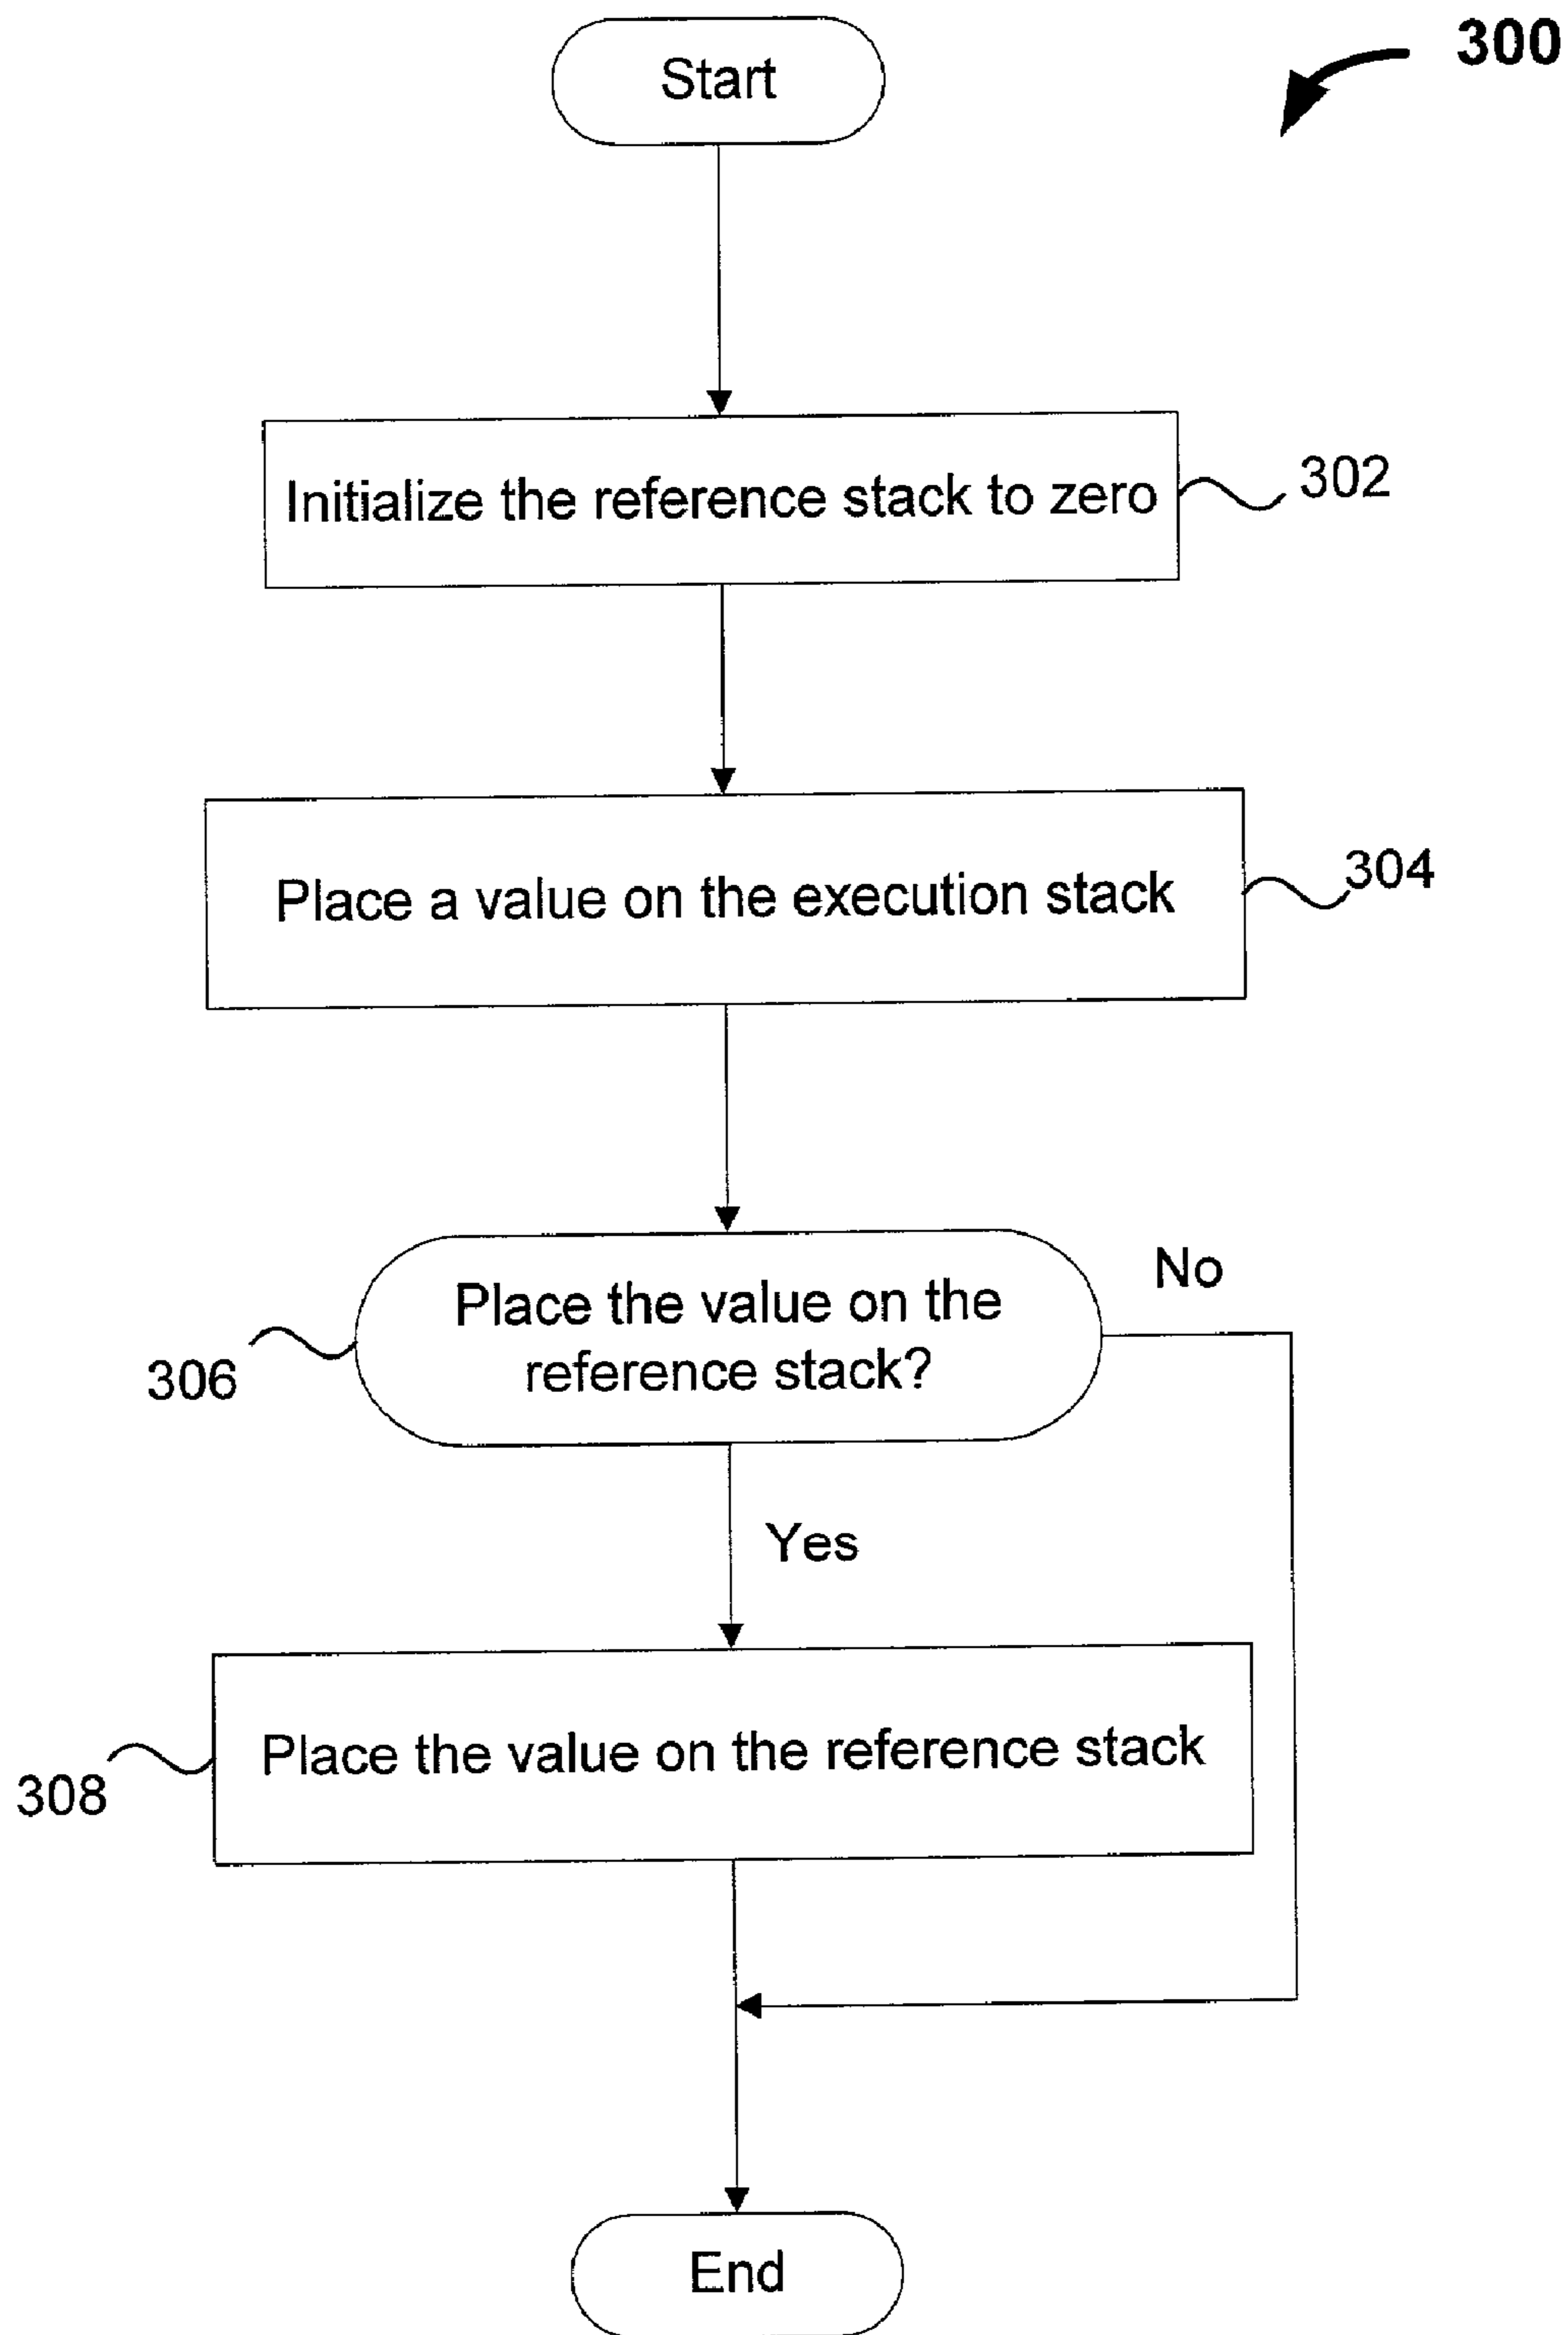 300
Start
Initialize the reference stack to zero
302
Place a value on the execution stack
304
Place the value on the
reference stack?
No
306
Yes
Place the value on the reference stack
308
End